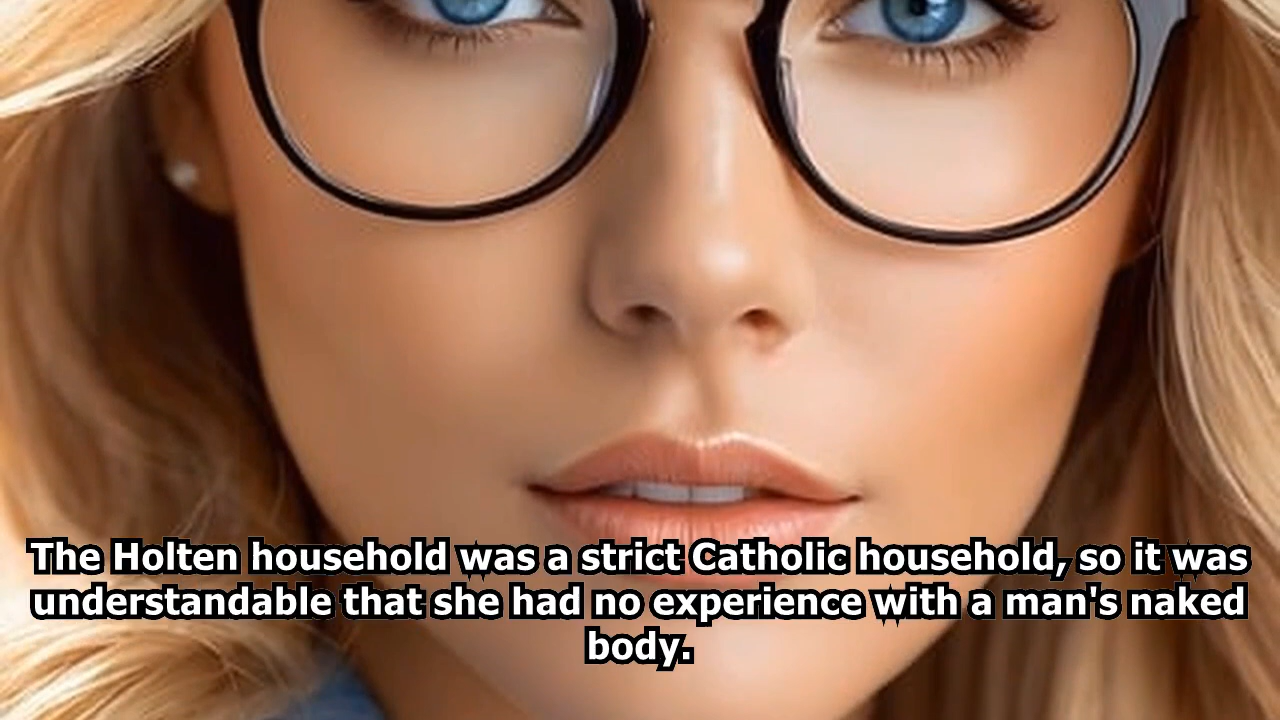 The Holten household was a strict Catholic household, so it was
understandable that she had no experience with a man's naked
body.